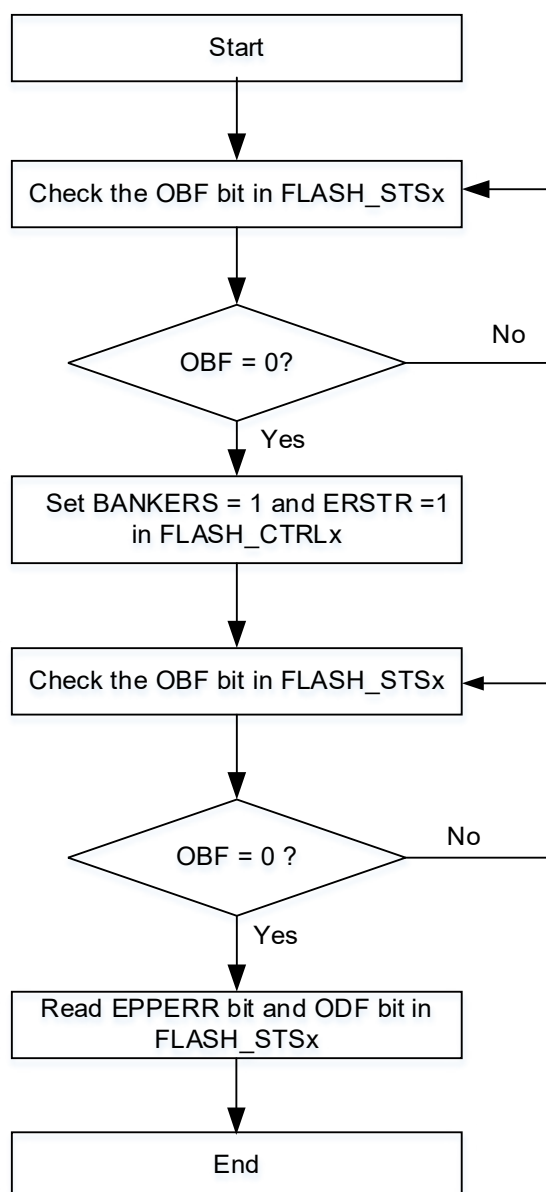 Start
Check the OBF bit in FLASH_STSx
OBF = 0?
No
Yes
Set BANKERS = 1 and ERSTR =1
in FLASH_CTRLx
Check the OBF bit in FLASH_STSx
OBF = 0 ?
No
Yes
Read EPPERR bit and ODF bit in
FLASH_STSx
End